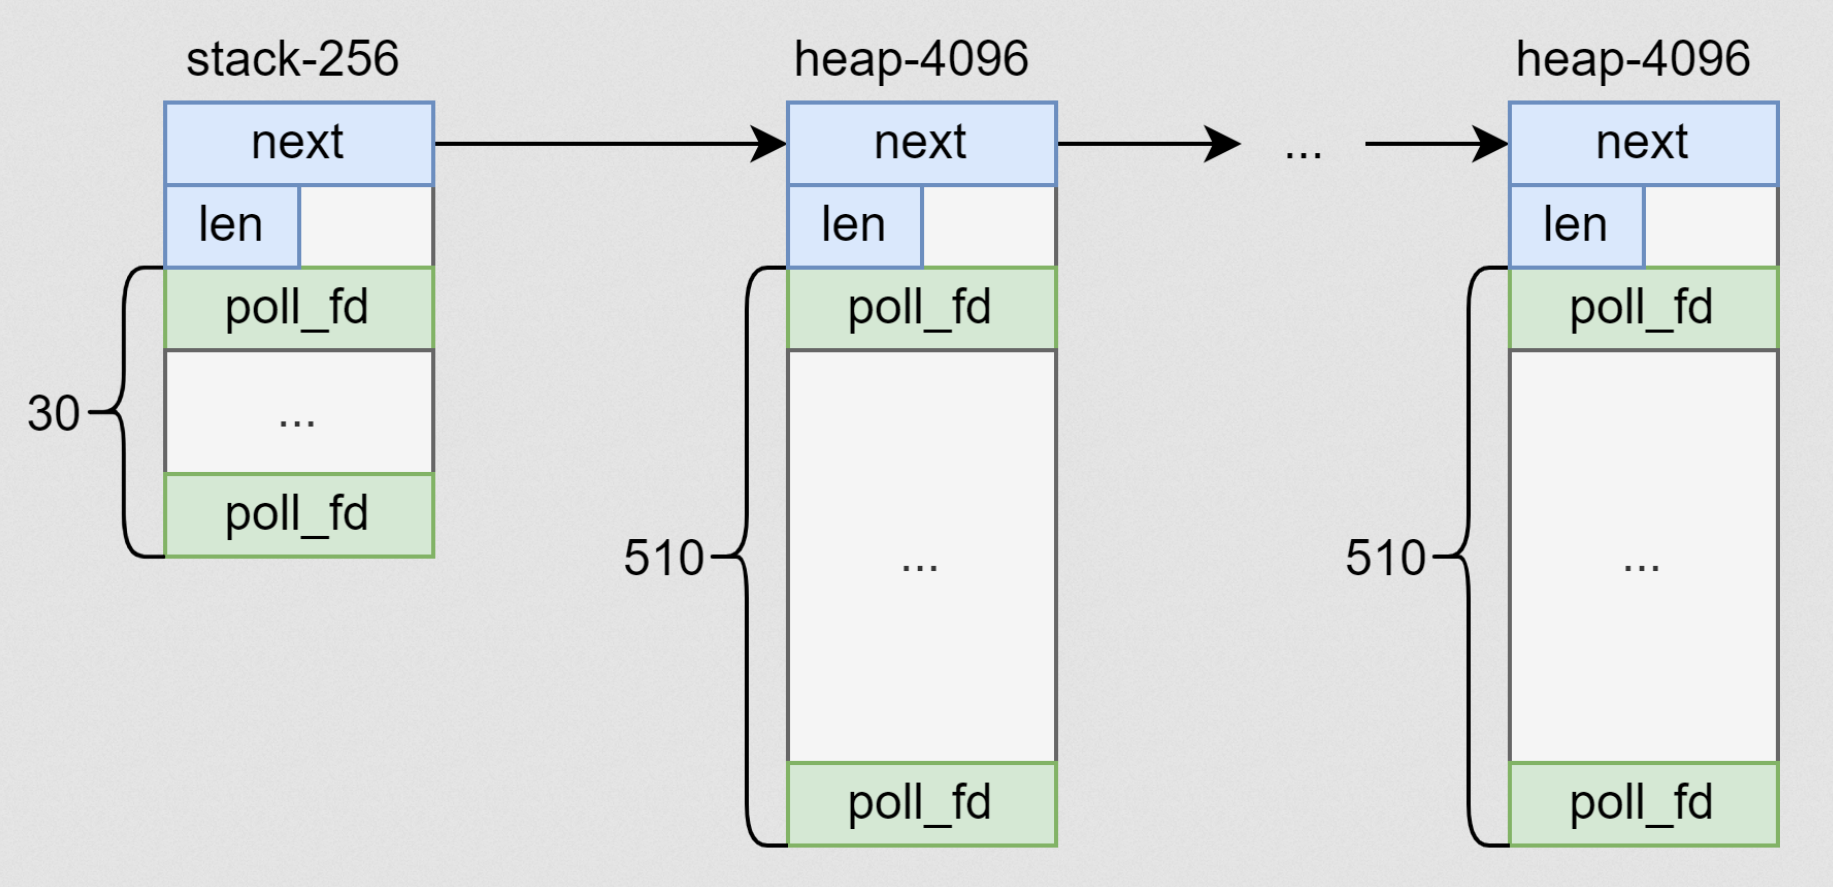 stack-256
heap-4096
heap-4096
next
next
...
next
len
len
len
poll_fd
poll_fd
poll_fd
30
...
poll_fd
510
...
510
...
poll_fd
poll_fd